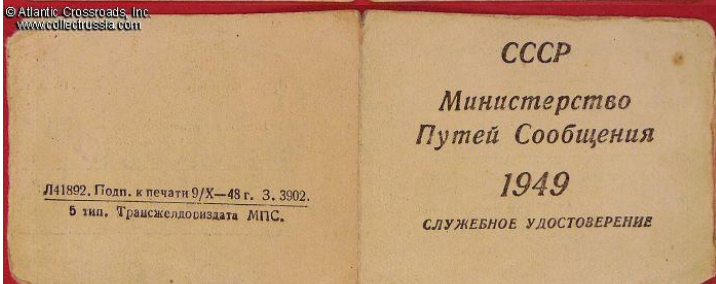 © Atlantic Crossroads, Inc.
www.collectrussia.com
Л41892. Подп. к печати 9/X—48 г. З. 3902.
5 тип. Трансжелдориздата МПС.
СССР
Министерство
Путей Сообщения
1949
СЛУЖЕБНОЕ УДОСТОВЕРЕНИЕ